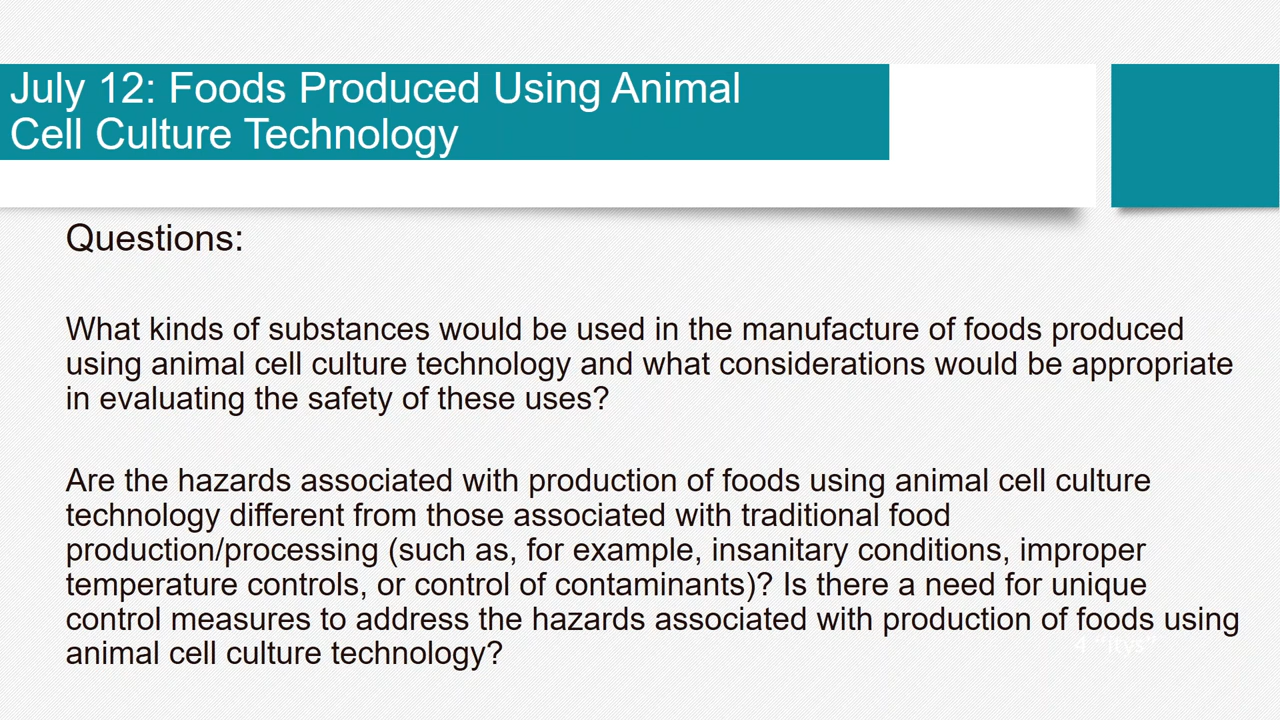 July 12: Foods Produced Using Animal
Cell Culture Technology
Questions:
What kinds of substances would be used in the manufacture of foods produced
using animal cell culture technology and what considerations would be appropriate
in evaluating the safety of these uses?
Are the hazards associated with production of foods using animal cell culture
technology different from those associated with traditional food
production/processing (such as, for example, insanitary conditions, improper
temperature controls, or control of contaminants)? Is there a need for unique
control measures to address the hazards associated with production of foods using
animal cell culture technology?
4 “itys”